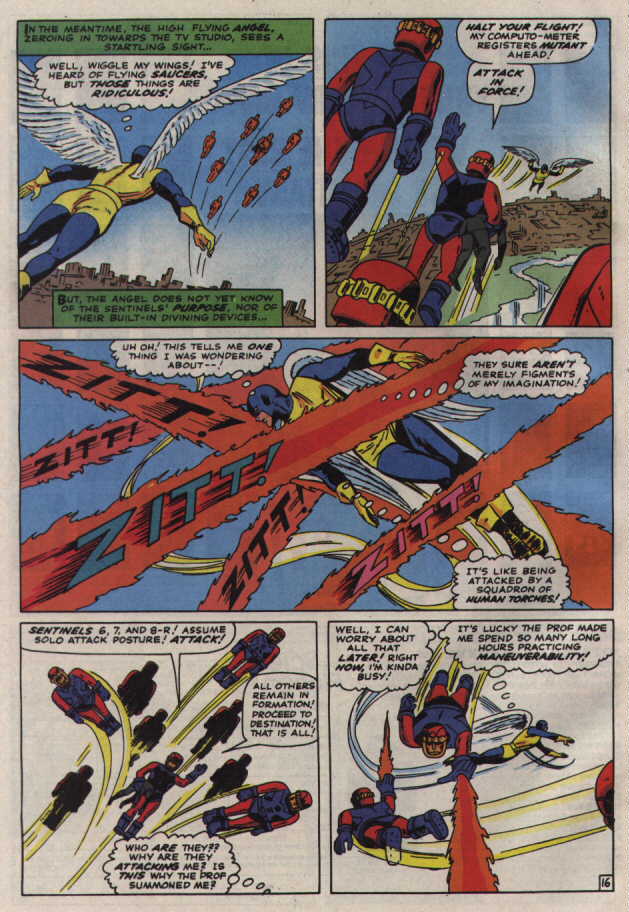 IN THE MEANTIME, THE HIGH FLYING ANGEL,
ZEROING IN TOWARDS THE TV STUDIO, SEES A
STARTLING SIGHT...
WELL, WIGGLE MY WINGS! I'VE
HEARD OF FLYING SAUCERS,
BUT THOSE THINGS ARE
RIDICULOUS!
BUT, THE ANGEL DOES NOT YET KNOW
OF THE SENTINELS' PURPOSE, NOR OF
THEIR BUILT-IN DIVINING DEVICES...
HALT YOUR FLIGHT!
MY COMPUTO-METER
REGISTERS MUTANT
AHEAD!
ATTACK
IN
FORCE!
UH OH! THIS TELLS ME ONE
THING I WAS WONDERING
ABOUT--!
THEY SURE AREN'T
MERELY FIGMENTS
OF MY IMAGINATION!
ZITT!
ZITT!
ZITT!
ZITT!
ZITT!
IT'S LIKE BEING
ATTACKED BY A
SQUADRON OF
HUMAN TORCHES!
SENTINELS 6, 7, AND 8-R! ASSUME
SOLO ATTACK POSTURE! ATTACK!
ALL OTHERS
REMAIN IN
FORMATION!
PROCEED TO
DESTINATION!
THAT IS ALL!
WHO ARE THEY??
WHY ARE THEY
ATTACKING ME? IS
THIS WHY THE PROF
SUMMONED ME?
WELL, I CAN
WORRY ABOUT
ALL THAT
LATER! RIGHT
NOW, I'M KINDA
BUSY!
IT'S LUCKY THE PROF MADE
ME SPEND SO MANY LONG
HOURS PRACTICING
MANEUVERABILITY!
16